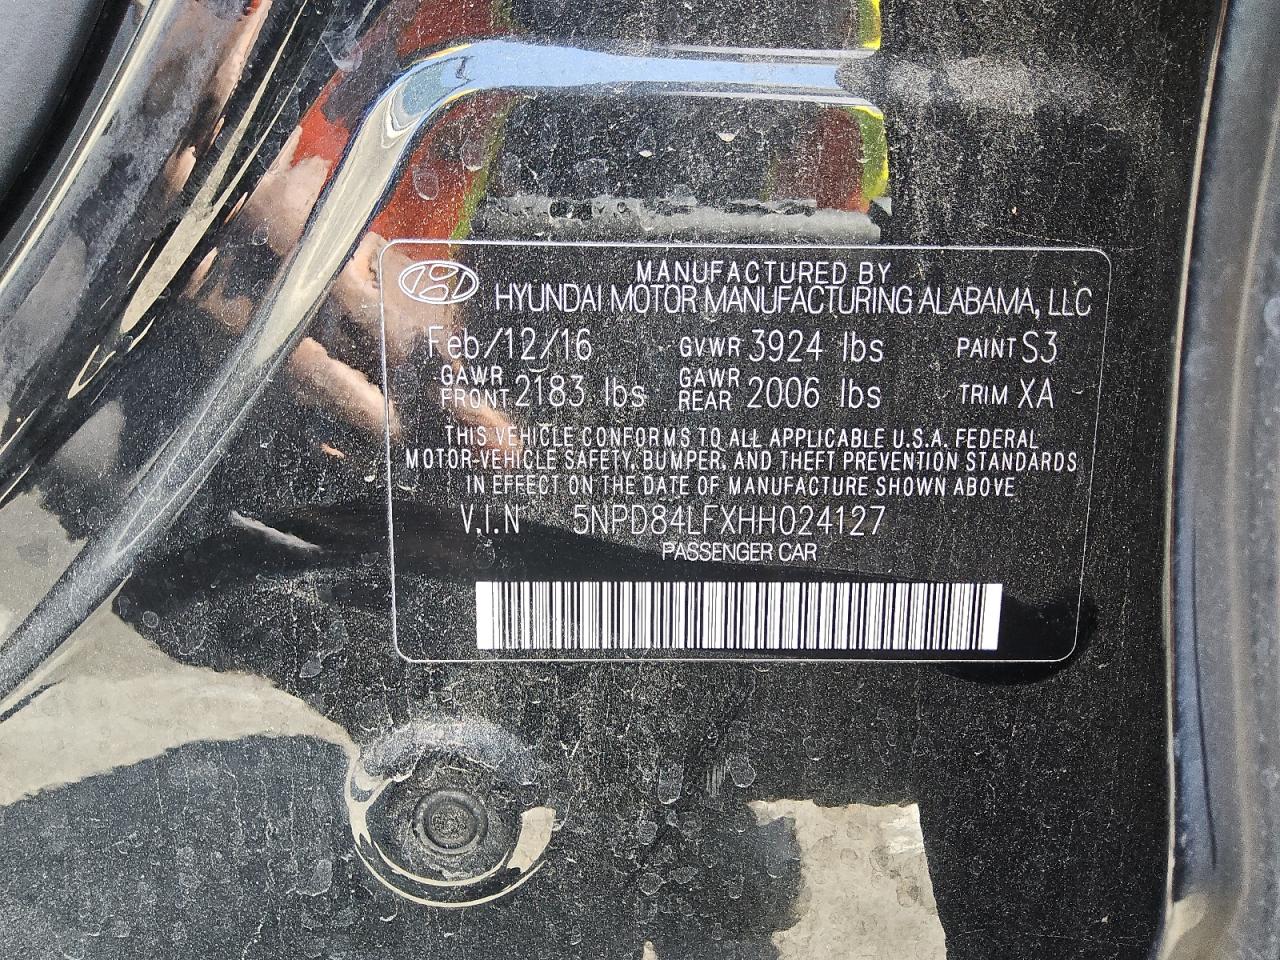 MANUFACTURED BY
HYUNDAI MOTOR MANUFACTURING ALABAMA, LLC
Feb/12/16 GVWR 3924 lbs PAINT S3
GAWR FRONT 2183 lbs GAWR REAR 2006 lbs TRIM XA
THIS VEHICLE CONFORMS TO ALL APPLICABLE U.S.A. FEDERAL
MOTOR-VEHICLE SAFETY, BUMPER, AND THEFT PREVENTION STANDARDS
IN EFFECT ON THE DATE OF MANUFACTURE SHOWN ABOVE
V.I.N 5NPD84LFXHH024127
PASSENGER CAR